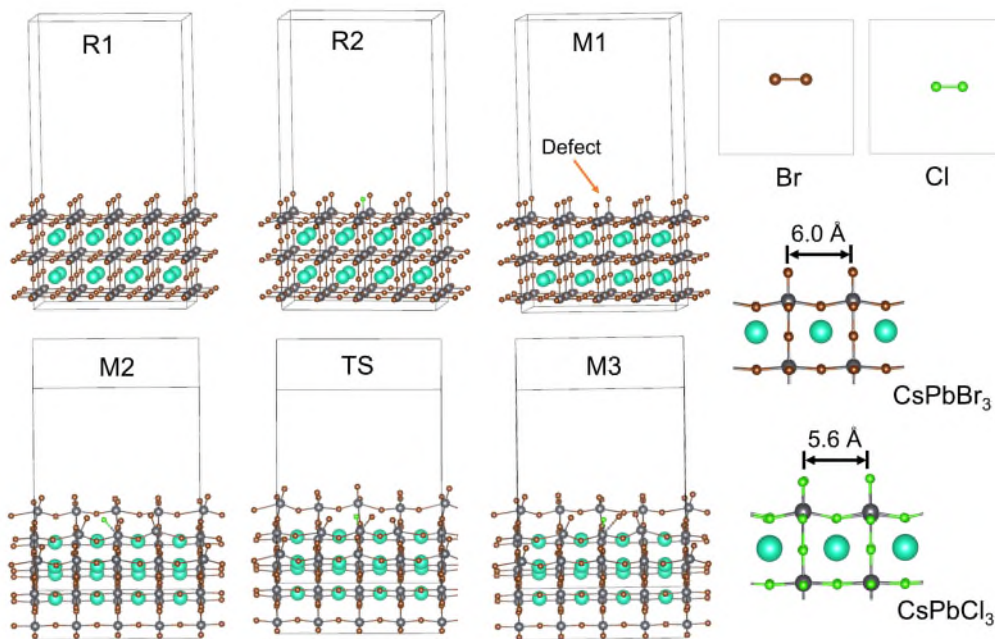 R1
R2
M1
Defect
Br
Cl
6.0 Å
CsPbBr₃
M2
TS
M3
5.6 Å
CsPbCl₃